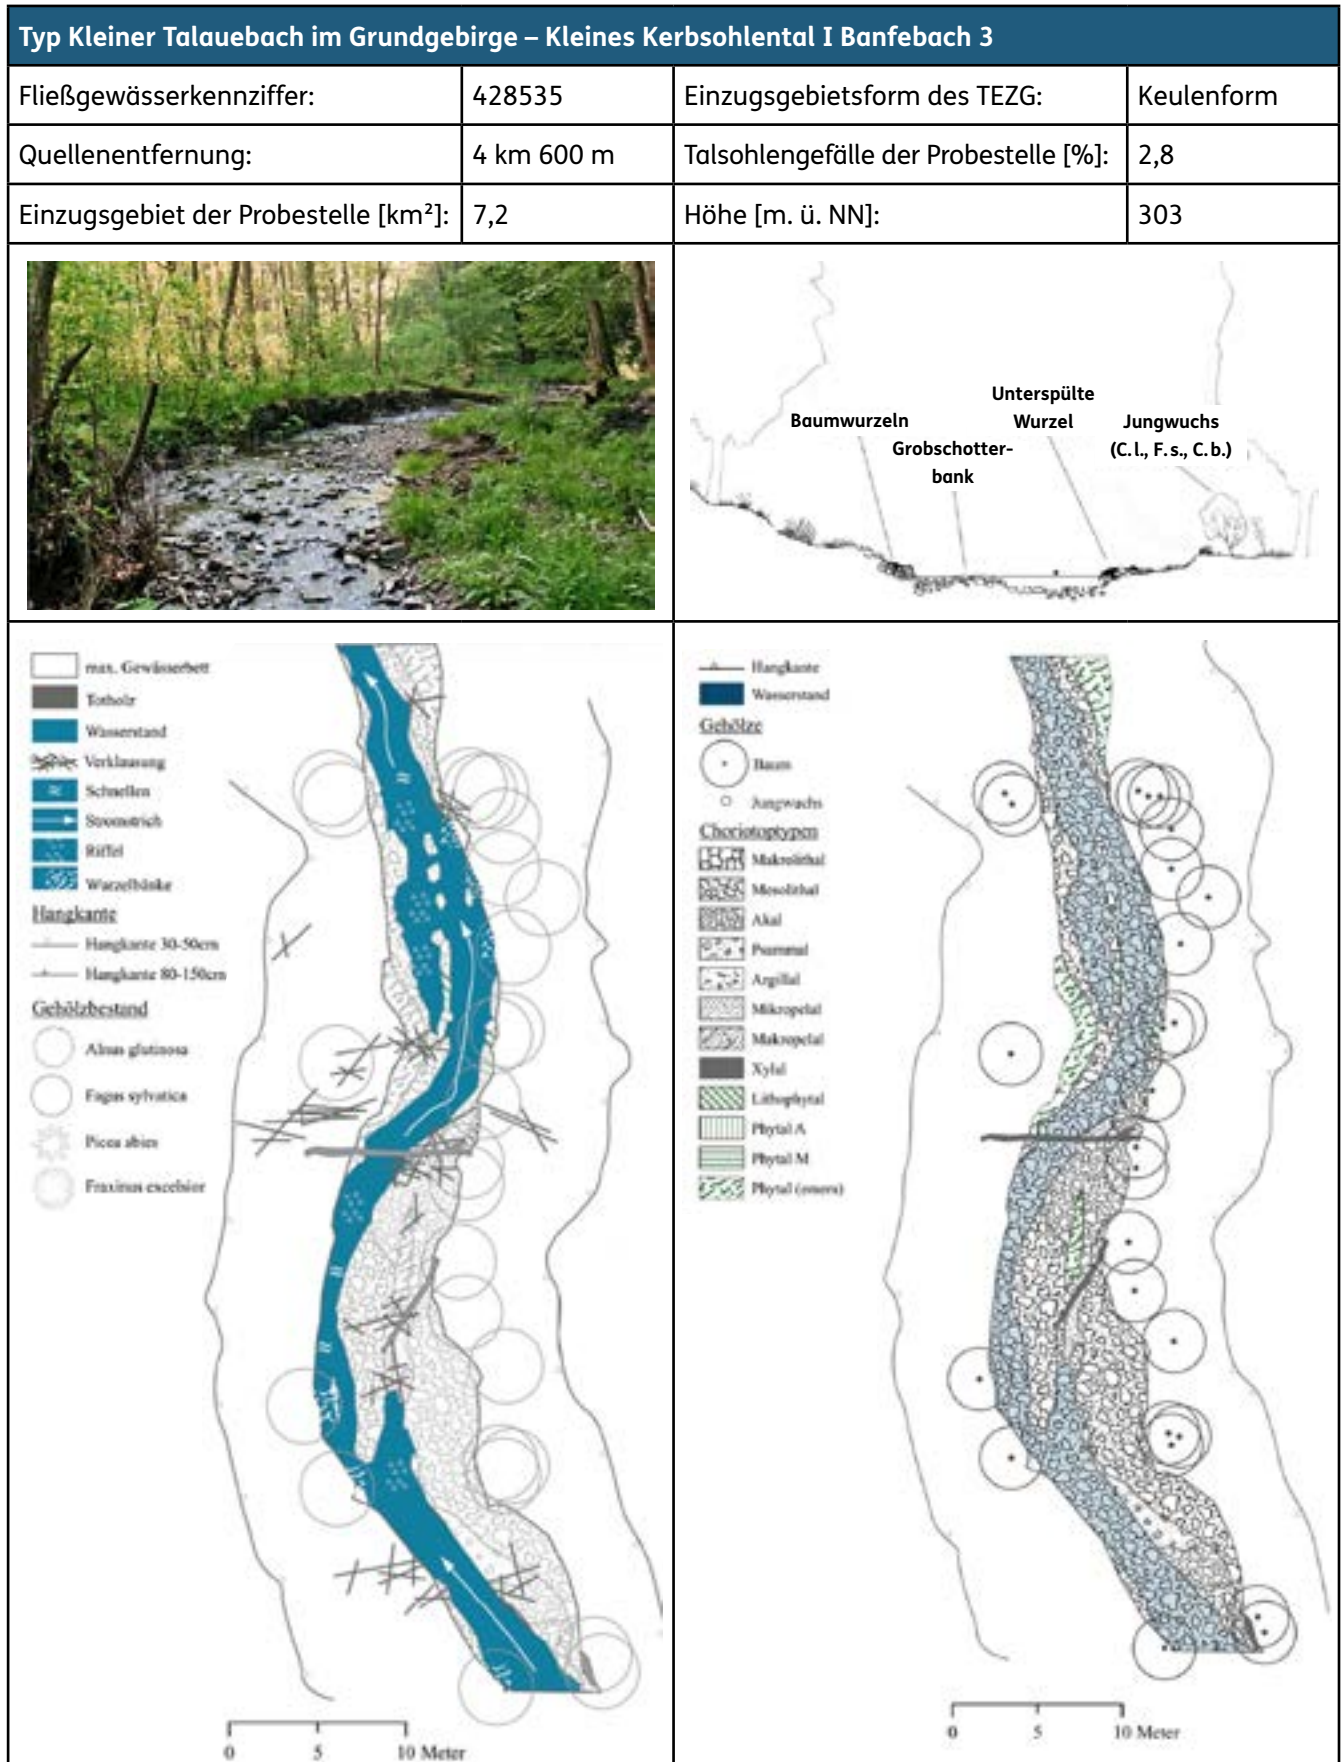 Typ Kleiner Talauebach im Grundgebirge – Kleines Kerbsohlental I Banfebach 3
Fließgewässerkennziffer: 428535 Einzugsgebietsform des TEZG: Keulenform
Quellenentfernung: 4 km 600 m Talsohlengefälle der Probestelle [%]: 2,8
Einzugsgebiet der Probestelle [km²]: 7,2 Höhe [m. ü. NN]: 303
Unterspülte
Wurzel
Baumwurzeln
Jungwuchs
(C. l., F. s., C. b.)
Grobschotter-
bank
max. Gewässerbett
Totholz
Wasserstand
Verklausung
Schnellen
Stromstrich
Riffel
Wurzelbänke
Hangkante
Hangkante 30-50cm
Hangkante 80-150cm
Gehölzbestand
Alnus glutinosa
Fagus sylvatica
Picea abies
Fraxinus excelsior
0 5 10 Meter
Hangkante
Wasserstand
Gehölze
Baum
Jungwuchs
Choriotoptypen
Makrolithal
Mesolithal
Akal
Psammal
Argillal
Mikropelal
Makropelal
Xylal
Lithophytal
Phytal A
Phytal M
Phytal (emers)
0 5 10 Meter